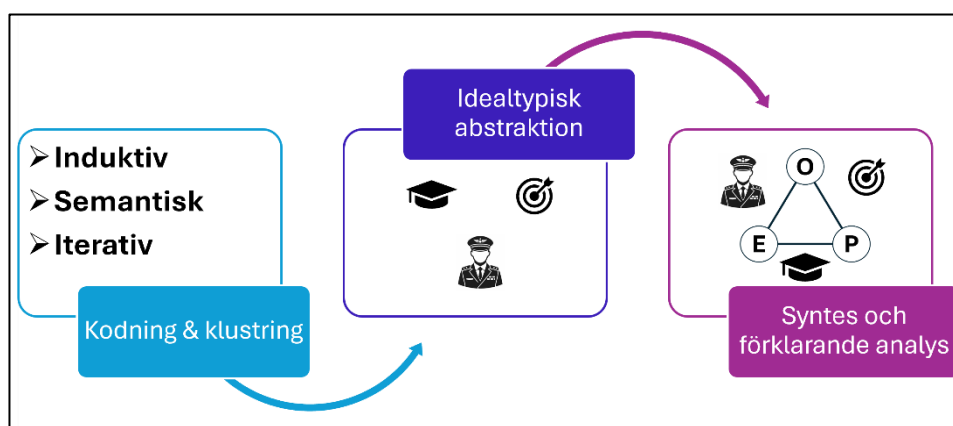 Induktiv
Semantisk
Iterativ
Kodning & klustring
Idealtypisk
abstraktion
O
E
P
Syntes och
förklarande analys